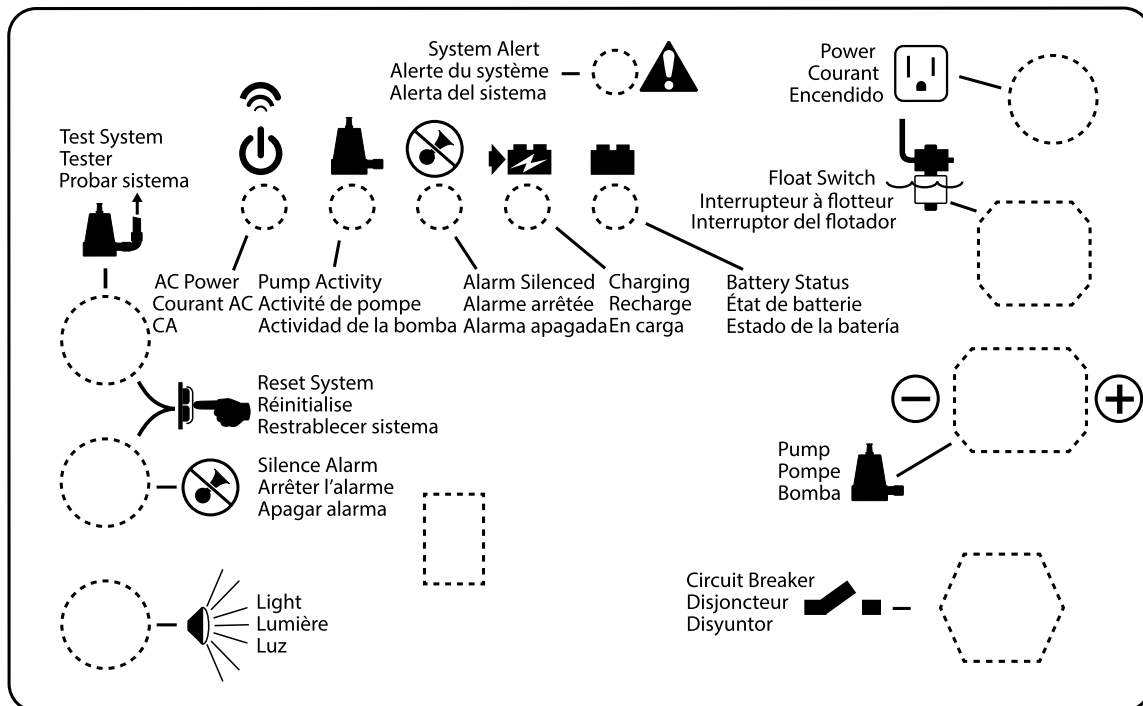 System Alert
Alerte du système
Alerta del sistema
Power
Courant
Encendido
Test System
Tester
Probar sistema
Float Switch
Interrupteur à flotteur
Interruptor del flotador
AC Power
Courant AC
CA
Pump Activity
Activité de pompe
Actividad de la bomba
Alarm Silenced
Alarme arrêtée
Alarma apagada
Charging
Recharge
En carga
Battery Status
État de batterie
Estado de la batería
Reset System
Réinitialise
Restrablecer sistema
Silence Alarm
Arrêter l'alarme
Apagar alarma
Pump
Pompe
Bomba
Light
Lumière
Luz
Circuit Breaker
Disjoncteur
Disyuntor